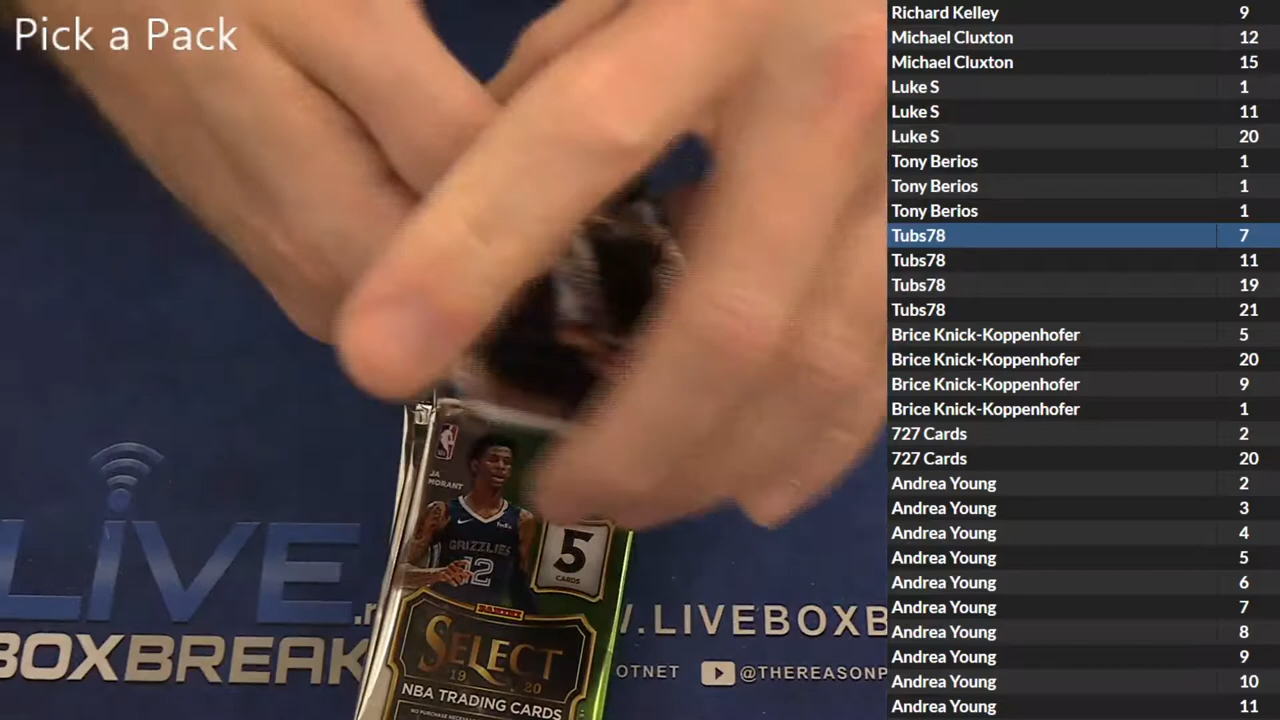 Pick a Pack
Richard Kelley 9
Michael Cluxton 12
Michael Cluxton 15
Luke S 1
Luke S 11
Luke S 20
Tony Berios 1
Tony Berios 1
Tony Berios 1
Tubs78 7
Tubs78 11
Tubs78 19
Tubs78 21
Brice Knick-Koppenhofer 5
Brice Knick-Koppenhofer 20
Brice Knick-Koppenhofer 9
Brice Knick-Koppenhofer 1
727 Cards 2
727 Cards 20
Andrea Young 2
Andrea Young 3
Andrea Young 4
Andrea Young 5
Andrea Young 6
Andrea Young 7
Andrea Young 8
Andrea Young 9
Andrea Young 10
Andrea Young 11
JA
MORANT
GRIZZLIES
12
5
CARDS
PANINI
SELECT
19 20
NBA TRADING CARDS
LIVE
BOXBREAK
.LIVEBOXB
OTNET
@THEREASONP